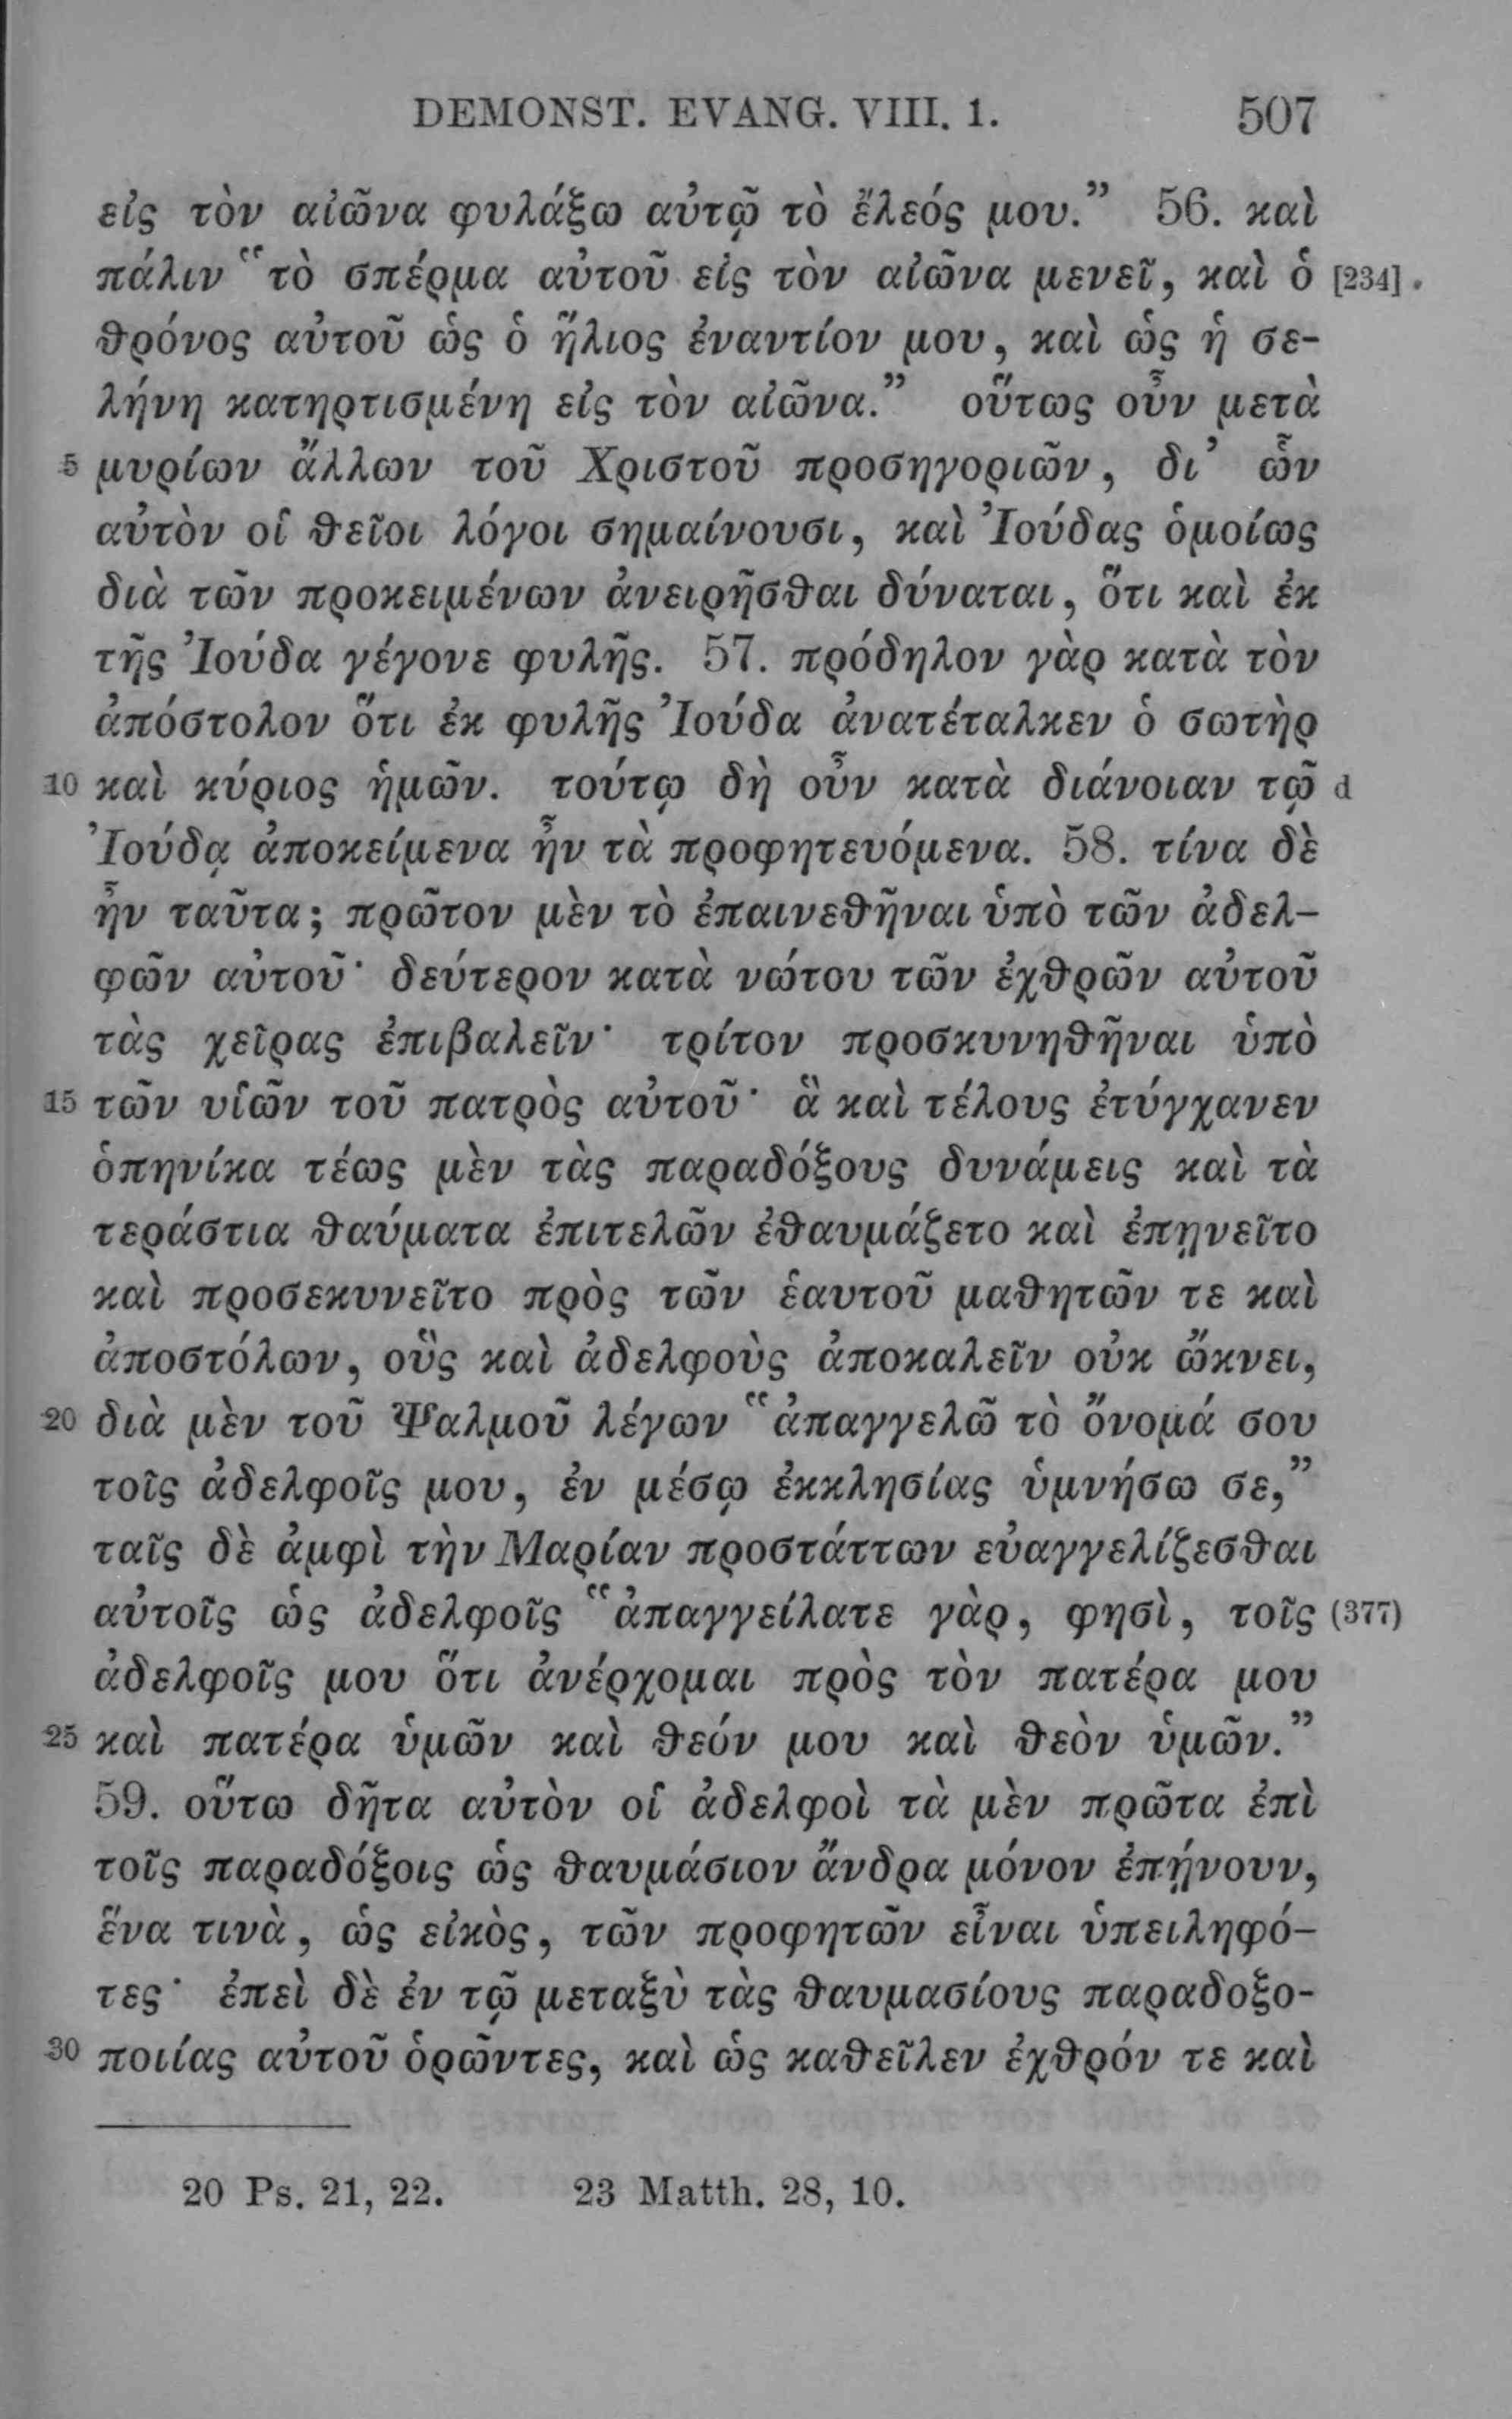 DEMONST. EVANG. VIII. 1. 507
εἰς τὸν αἰῶνα φυλάξω αὐτῷ τὸ ἔλεός μου.” 56. καὶ
πάλιν “τὸ σπέρμα αὐτοῦ εἰς τὸν αἰῶνα μενεῖ, καὶ ὁ [234]
θρόνος αὐτοῦ ὡς ὁ ἥλιος ἐναντίον μου, καὶ ὡς ἡ σε-
λήνη κατηρτισμένη εἰς τὸν αἰῶνα.” οὕτως οὖν μετὰ
5 μυρίων ἄλλων τοῦ Χριστοῦ προσηγοριῶν, δι’ ὧν
αὐτὸν οἱ θεῖοι λόγοι σημαίνουσι, καὶ Ἰούδας ὁμοίως
διὰ τῶν προκειμένων ἀνειρῆσθαι δύναται, ὅτι καὶ ἐκ
τῆς Ἰούδα γέγονε φυλῆς. 57. πρόδηλον γὰρ κατὰ τὸν
ἀπόστολον ὅτι ἐκ φυλῆς Ἰούδα ἀνατέταλκεν ὁ σωτὴρ
10 καὶ κύριος ἡμῶν. τούτῳ δὴ οὖν κατὰ διάνοιαν τῷ d
Ἰούδᾳ ἀποκείμενα ἦν τὰ προφητευόμενα. 58. τίνα δὲ
ἦν ταῦτα; πρῶτον μὲν τὸ ἐπαινεθῆναι ὑπὸ τῶν ἀδελ-
φῶν αὐτοῦ· δεύτερον κατὰ νώτου τῶν ἐχθρῶν αὐτοῦ
τὰς χεῖρας ἐπιβαλεῖν· τρίτον προσκυνηθῆναι ὑπὸ
15 τῶν υἱῶν τοῦ πατρὸς αὐτοῦ· ἃ καὶ τέλους ἐτύγχανεν
ὁπηνίκα τέως μὲν τὰς παραδόξους δυνάμεις καὶ τὰ
τεράστια θαύματα ἐπιτελῶν ἐθαυμάζετο καὶ ἐπῃνεῖτο
καὶ προσεκυνεῖτο πρὸς τῶν ἑαυτοῦ μαθητῶν τε καὶ
ἀποστόλων, οὓς καὶ ἀδελφοὺς ἀποκαλεῖν οὐκ ὤκνει,
20 διὰ μὲν τοῦ Ψαλμοῦ λέγων “ἀπαγγελῶ τὸ ὄνομά σου
τοῖς ἀδελφοῖς μου, ἐν μέσῳ ἐκκλησίας ὑμνήσω σε,”
ταῖς δὲ ἀμφὶ τὴν Μαρίαν προστάττων εὐαγγελίζεσθαι
αὐτοῖς ὡς ἀδελφοῖς “ἀπαγγείλατε γὰρ, φησὶ, τοῖς (377)
ἀδελφοῖς μου ὅτι ἀνέρχομαι πρὸς τὸν πατέρα μου
25 καὶ πατέρα ὑμῶν καὶ θεόν μου καὶ θεὸν ὑμῶν.”
59. οὕτω δῆτα αὐτὸν οἱ ἀδελφοὶ τὰ μὲν πρῶτα ἐπὶ
τοῖς παραδόξοις ὡς θαυμάσιον ἄνδρα μόνον ἐπῄνουν,
ἕνα τινὰ, ὡς εἰκὸς, τῶν προφητῶν εἶναι ὑπειληφό-
τες· ἐπεὶ δὲ ἐν τῷ μεταξὺ τὰς θαυμασίους παραδοξο-
30 ποιίας αὐτοῦ ὁρῶντες, καὶ ὡς καθεῖλεν ἐχθρόν τε καὶ
20 Ps. 21, 22. 23 Matth. 28, 10.